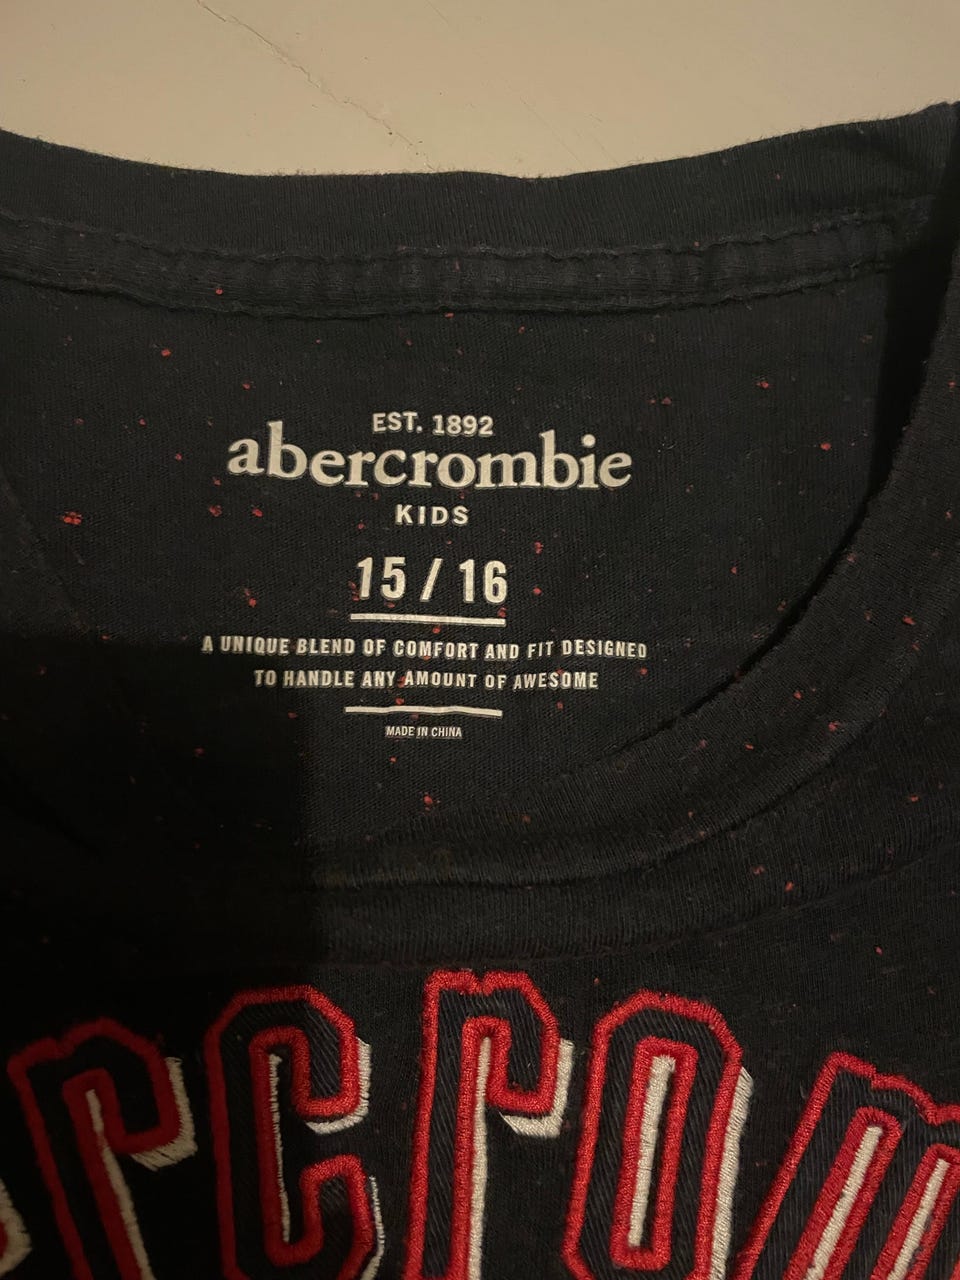 EST. 1892
abercrombie
KIDS
15 / 16
A UNIQUE BLEND OF COMFORT AND FIT DESIGNED
TO HANDLE ANY AMOUNT OF AWESOME
MADE IN CHINA
rcrom